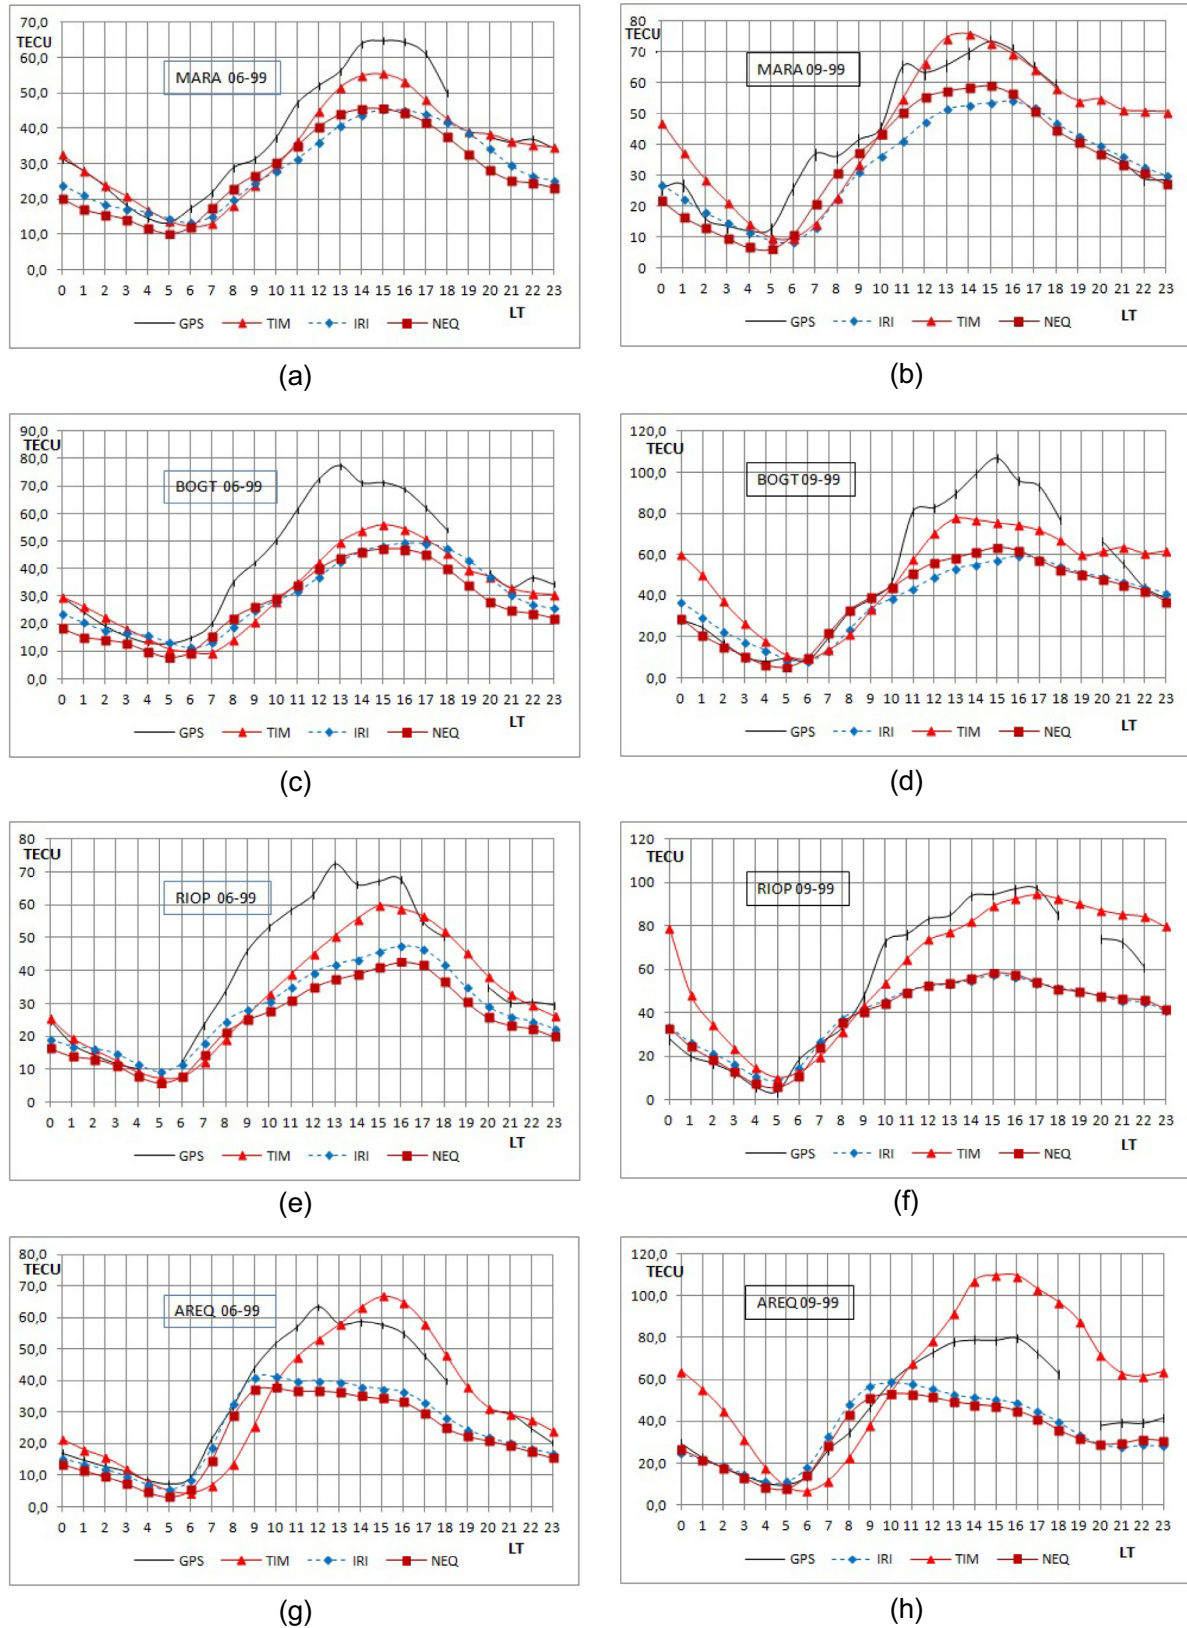 70,0
TECU
60,0
50,0
40,0
30,0
20,0
10,0
0,0
MARA 06-99
0 1 2 3 4 5 6 7 8 9 10 11 12 13 14 15 16 17 18 19 20 21 22 23
LT
GPS TIM IRI NEQ
(a)
80
TECU
70
60
50
40
30
20
10
0
MARA 09-99
0 1 2 3 4 5 6 7 8 9 10 11 12 13 14 15 16 17 18 19 20 21 22 23
LT
GPS IRI TIM NEQ
(b)
90,0
TECU
80,0
70,0
60,0
50,0
40,0
30,0
20,0
10,0
0,0
BOGT 06-99
0 1 2 3 4 5 6 7 8 9 10 11 12 13 14 15 16 17 18 19 20 21 22 23
LT
GPS TIM IRI NEQ
(c)
120,0
TECU
100,0
80,0
60,0
40,0
20,0
0,0
BOGT 09-99
0 1 2 3 4 5 6 7 8 9 10 11 12 13 14 15 16 17 18 19 20 21 22 23
LT
GPS IRI TIM NEQ
(d)
80
TECU
70
60
50
40
30
20
10
0
RIOP 06-99
0 1 2 3 4 5 6 7 8 9 10 11 12 13 14 15 16 17 18 19 20 21 22 23
LT
GPS TIM IRI NEQ
(e)
120
TECU
100
80
60
40
20
0
RIOP 09-99
0 1 2 3 4 5 6 7 8 9 10 11 12 13 14 15 16 17 18 19 20 21 22 23
LT
GPS IRI TIM NEQ
(f)
80,0
TECU
70,0
60,0
50,0
40,0
30,0
20,0
10,0
0,0
AREQ 06-99
0 1 2 3 4 5 6 7 8 9 10 11 12 13 14 15 16 17 18 19 20 21 22 23
LT
GPS TIM IRI NEQ
(g)
120,0
TECU
100,0
80,0
60,0
40,0
20,0
0,0
AREQ 09-99
0 1 2 3 4 5 6 7 8 9 10 11 12 13 14 15 16 17 18 19 20 21 22 23
LT
GPS IRI TIM NEQ
(h)